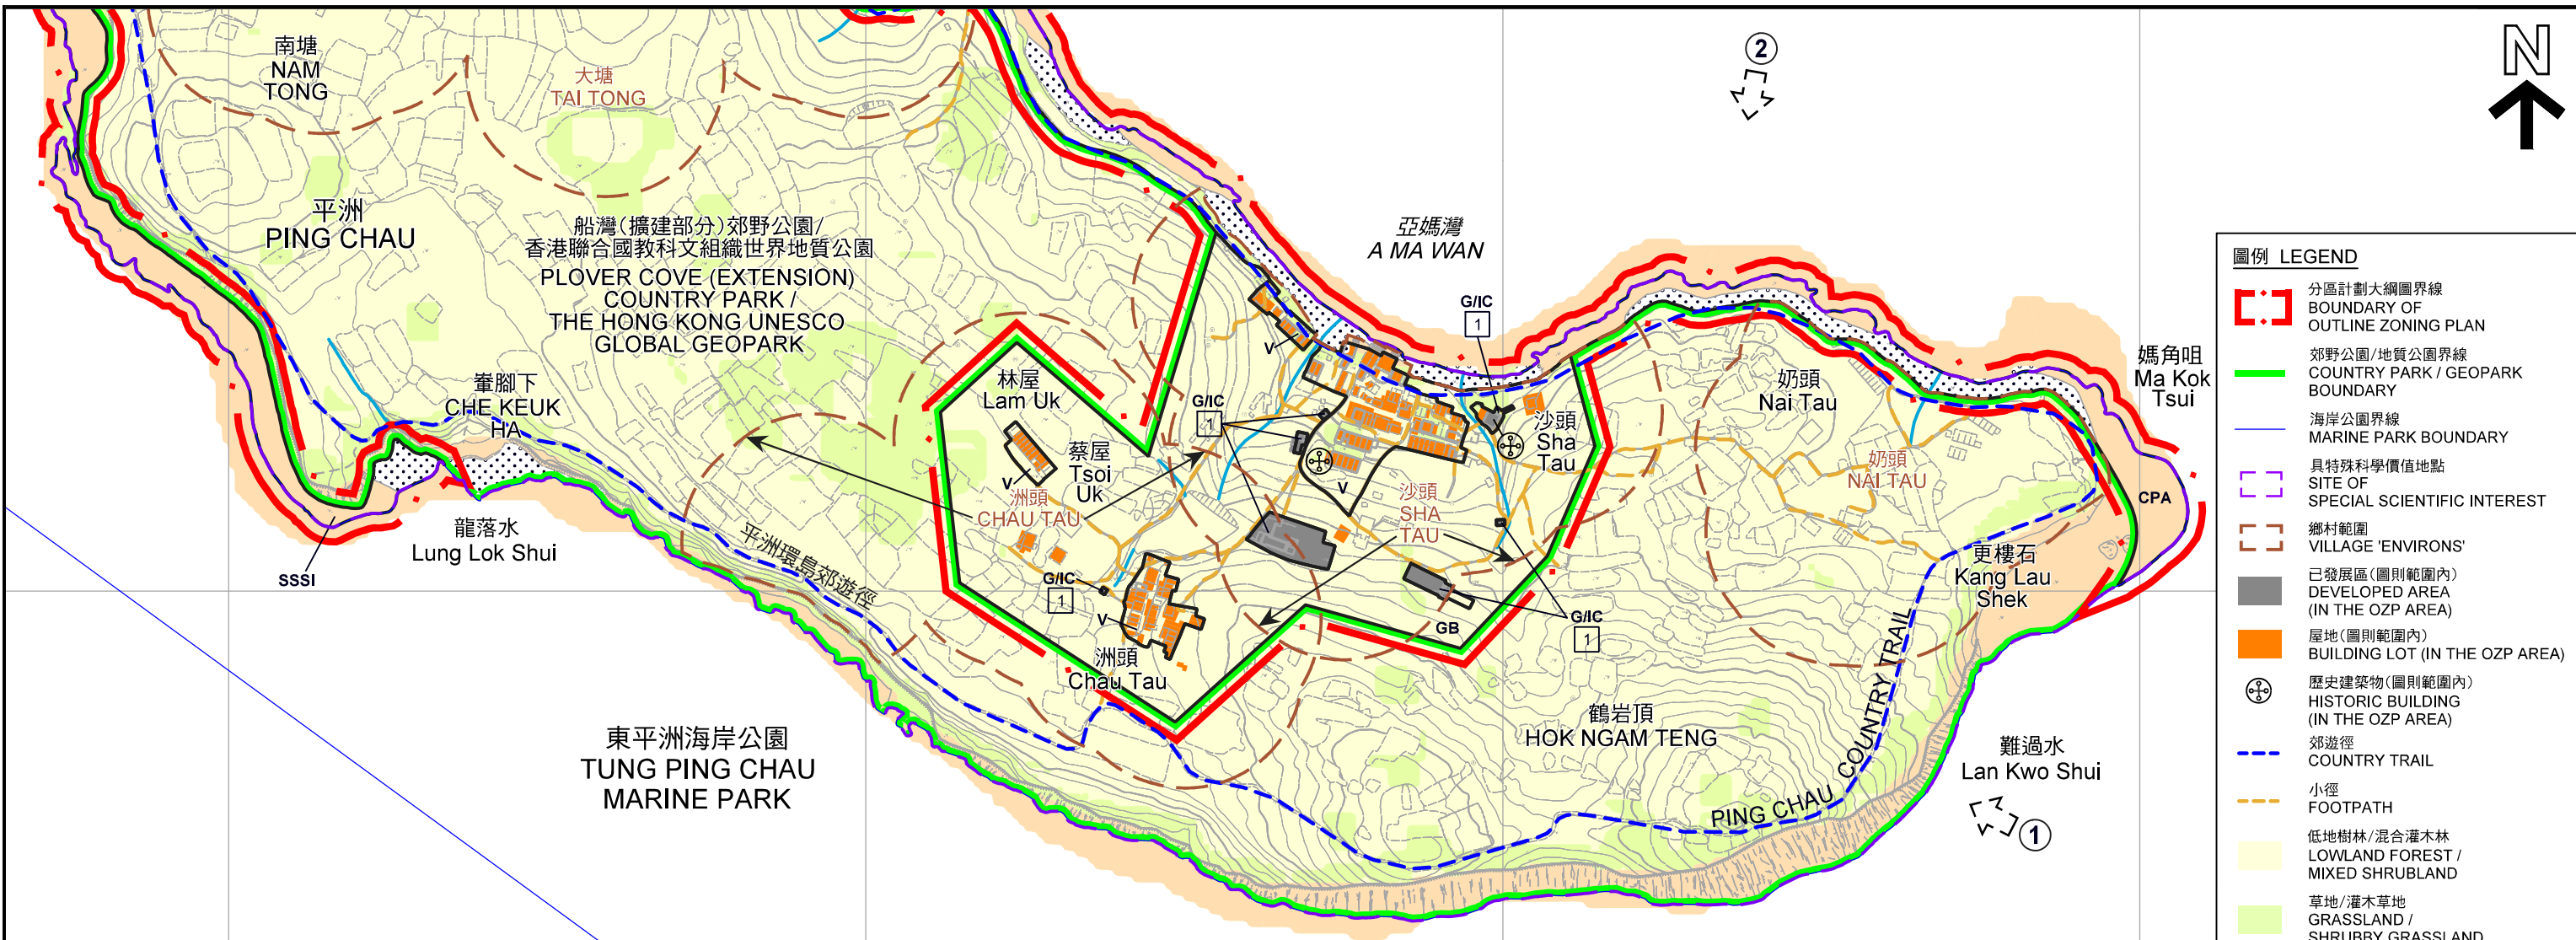 南塘
NAM
TONG
大塘
TAI TONG
2
N
平洲
PING CHAU
船灣(擴建部分)郊野公園/
香港聯合國教科文組織世界地質公園
PLOVER COVE (EXTENSION)
COUNTRY PARK /
THE HONG KONG UNESCO
GLOBAL GEOPARK
亞媽灣
A MA WAN
G/IC
1
崋腳下
CHE KEUK
HA
林屋
Lam Uk
蔡屋
Tsoi
Uk
V
洲頭
CHAU TAU
G/IC
1
V
V
沙頭
Sha
Tau
沙頭
SHA
TAU
奶頭
Nai Tau
奶頭
NAI TAU
媽角咀
Ma Kok
Tsui
CPA
更樓石
Kang Lau
Shek
龍落水
Lung Lok Shui
SSSI
平洲環島郊遊徑
G/IC
1
V
洲頭
Chau Tau
GB
G/IC
1
鶴岩頂
HOK NGAM TENG
東平洲海岸公園
TUNG PING CHAU
MARINE PARK
PING CHAU
COUNTRY TRAIL
難過水
Lan Kwo Shui
1
圖例 LEGEND
分區計劃大綱圖界線
BOUNDARY OF
OUTLINE ZONING PLAN
郊野公園/地質公園界線
COUNTRY PARK / GEOPARK
BOUNDARY
海岸公園界線
MARINE PARK BOUNDARY
具特殊科學價值地點
SITE OF
SPECIAL SCIENTIFIC INTEREST
鄉村範圍
VILLAGE 'ENVIRONS'
已發展區(圖則範圍內)
DEVELOPED AREA
(IN THE OZP AREA)
屋地(圖則範圍內)
BUILDING LOT (IN THE OZP AREA)
歷史建築物(圖則範圍內)
HISTORIC BUILDING
(IN THE OZP AREA)
郊遊徑
COUNTRY TRAIL
小徑
FOOTPATH
低地樹林/混合灌木林
LOWLAND FOREST /
MIXED SHRUBLAND
草地/灌木草地
GRASSLAND /
SHRUBBY GRASSLAND